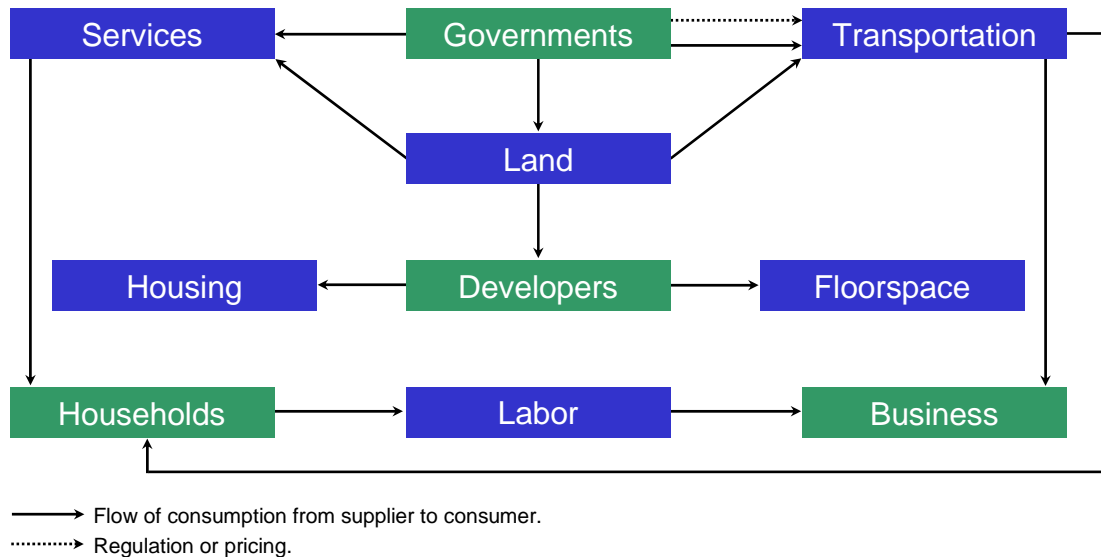 Services
Governments
Transportation
Land
Housing
Developers
Floorspace
Households
Labor
Business
Flow of consumption from supplier to consumer.
Regulation or pricing.